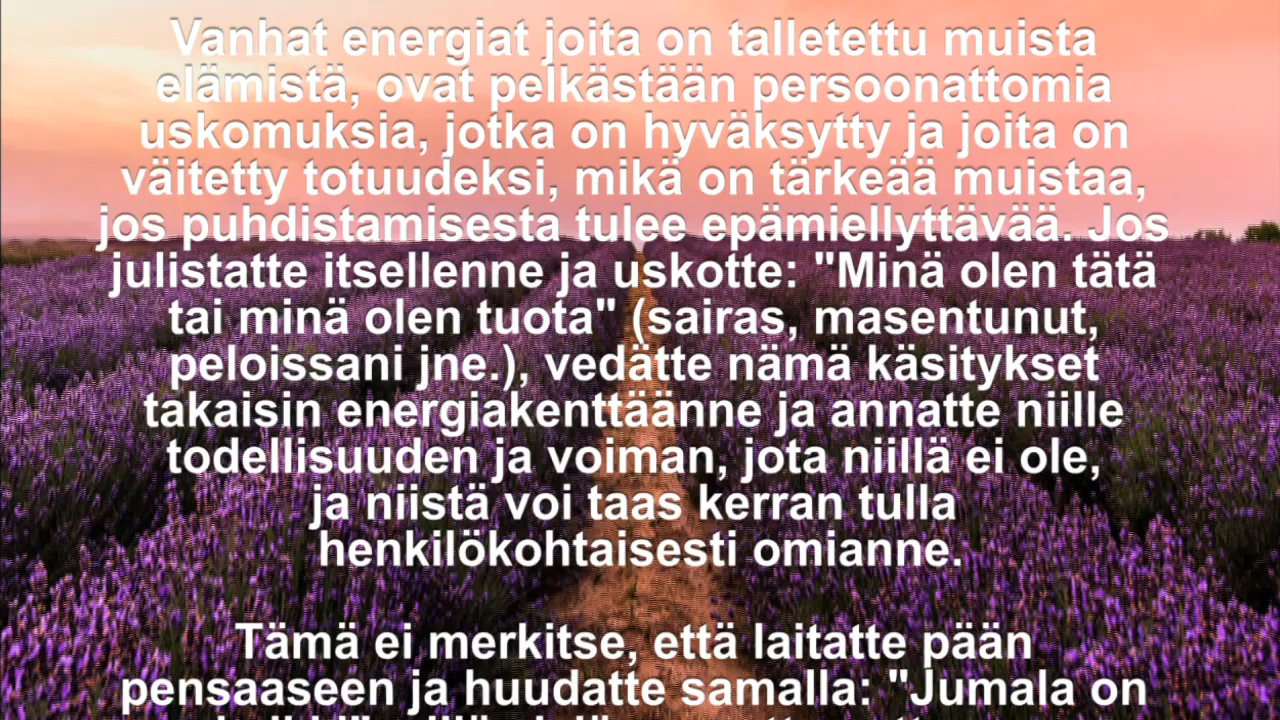 Vanhat energiat joita on talletettu muista
elämistä, ovat pelkästään persoonattomia
uskomuksia, jotka on hyväksytty ja joita on
väitetty totuudeksi, mikä on tärkeää muistaa,
jos puhdistamisesta tulee epämiellyttävää. Jos
julistatte itsellenne ja uskotte: "Minä olen tätä
tai minä olen tuota" (sairas, masentunut,
peloissani jne.), vedätte nämä käsitykset
takaisin energiakenttäänne ja annatte niille
todellisuuden ja voiman, jota niillä ei ole,
ja niistä voi taas kerran tulla
henkilökohtaisesti omianne.
Tämä ei merkitse, että laitatte pään
pensaaseen ja huudatte samalla: "Jumala on